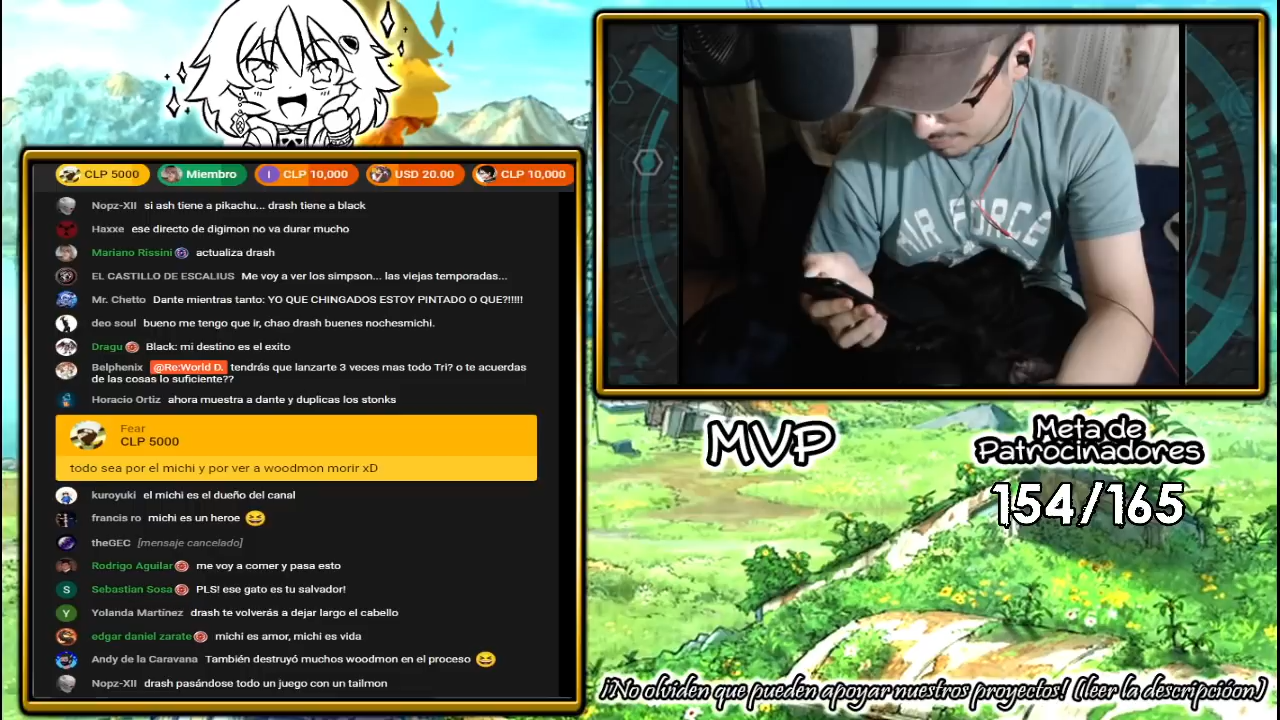 CLP 5000 Miembro I CLP 10,000 USD 20.00 CLP 10,000
Nopz-XII si ash tiene a pikachu... drash tiene a black
Haxxe ese directo de digimon no va durar mucho
Mariano Rissini actualiza drash
EL CASTILLO DE ESCALIUS Me voy a ver los simpson... las viejas temporadas...
Mr. Chetto Dante mientras tanto: YO QUE CHINGADOS ESTOY PINTADO O QUE?!!!!!
deo soul bueno me tengo que ir, chao drash buenes nochesmichi.
Dragu Black: mi destino es el exito
Belphenix @Re:World D. tendrás que lanzarte 3 veces mas todo Tri? o te acuerdas
de las cosas lo suficiente??
Horacio Ortiz ahora muestra a dante y duplicas los stonks
Fear
CLP 5000
todo sea por el michi y por ver a woodmon morir xD
kuroyuki el michi es el dueño del canal
francis ro michi es un heroe
theGEC [mensaje cancelado]
Rodrigo Aguilar me voy a comer y pasa esto
S Sebastian Sosa PLS! ese gato es tu salvador!
Y Yolanda Martínez drash te volverás a dejar largo el cabello
edgar daniel zarate michi es amor, michi es vida
Andy de la Caravana También destruyó muchos woodmon en el proceso
Nopz-XII drash pasándose todo un juego con un tailmon
AIR FORCE
MVP
Meta de
Patrocinadores
154/165
¡No olviden que pueden apoyar nuestros proyectos! (leer la descripcióon)